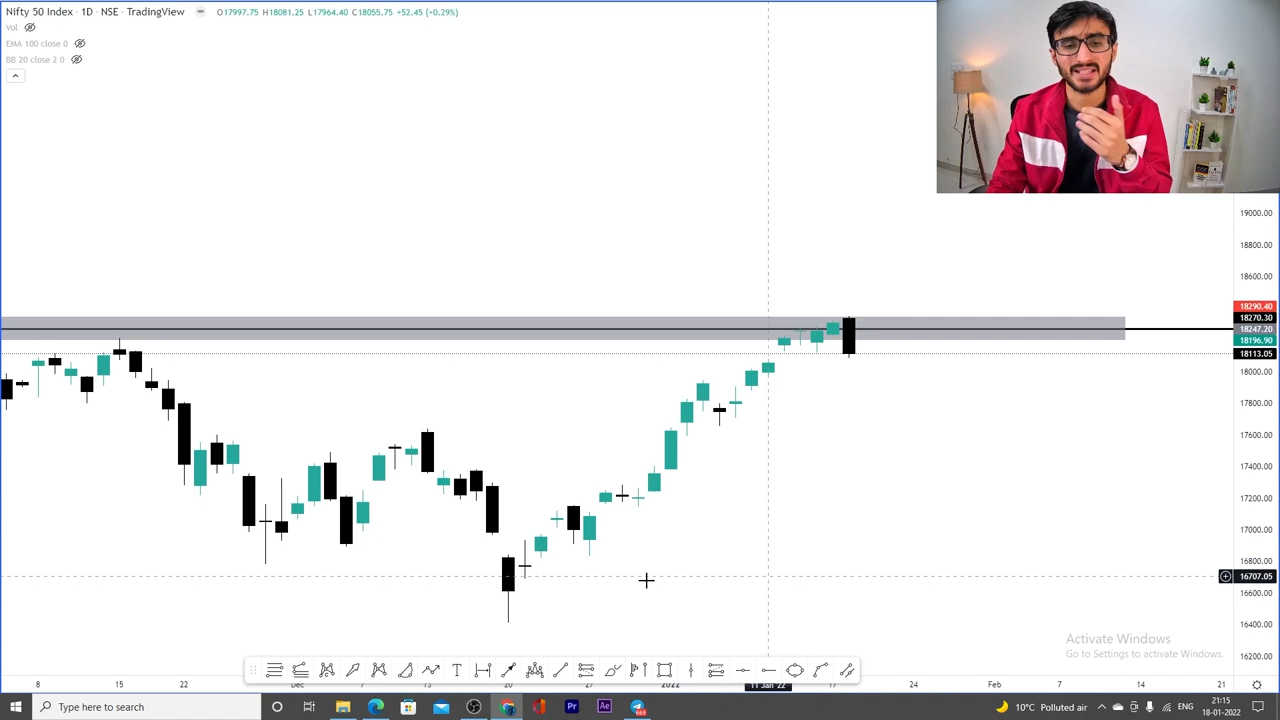 Nifty 50 Index · 1D · NSE · TradingView O17997.75 H18081.25 L17964.40 C18055.75 +52.45 (+0.29%)
Vol
EMA 100 close 0
BB 20 close 2 0
19000.00
18800.00
18600.00
18290.40
18270.30
18247.20
18196.90
18113.05
18000.00
17800.00
17600.00
17400.00
17200.00
17000.00
16800.00
16707.05
16600.00
16400.00
16200.00
Activate Windows
Go to Settings to activate Windows.
8 15 22 Dec 7 13 20 27 2022 11 Jan '22 17 24 Feb 7 14 21
Type here to search
Pr
Ae
10°C Polluted air
ENG
21:15
18-01-2022